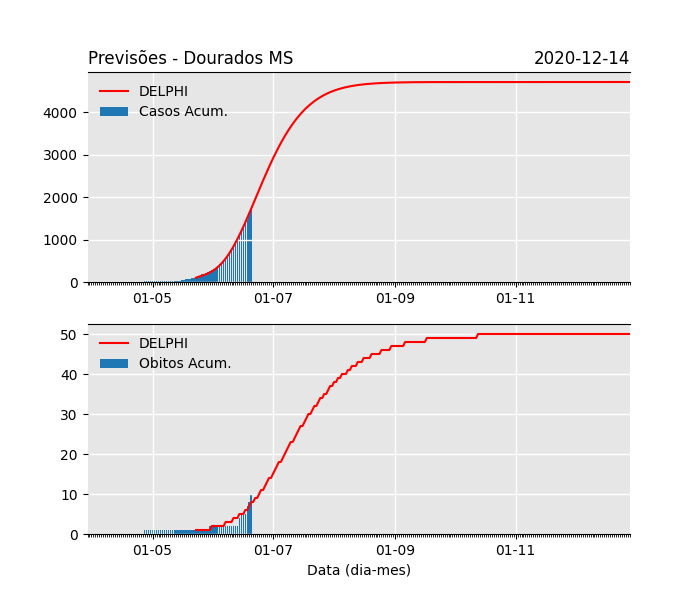 Previsões - Dourados MS 2020-12-14
DELPHI
Casos Acum.
4000
3000
2000
1000
0
01-05 01-07 01-09 01-11
DELPHI
Obitos Acum.
50
40
30
20
10
0
01-05 01-07 01-09 01-11
Data (dia-mes)